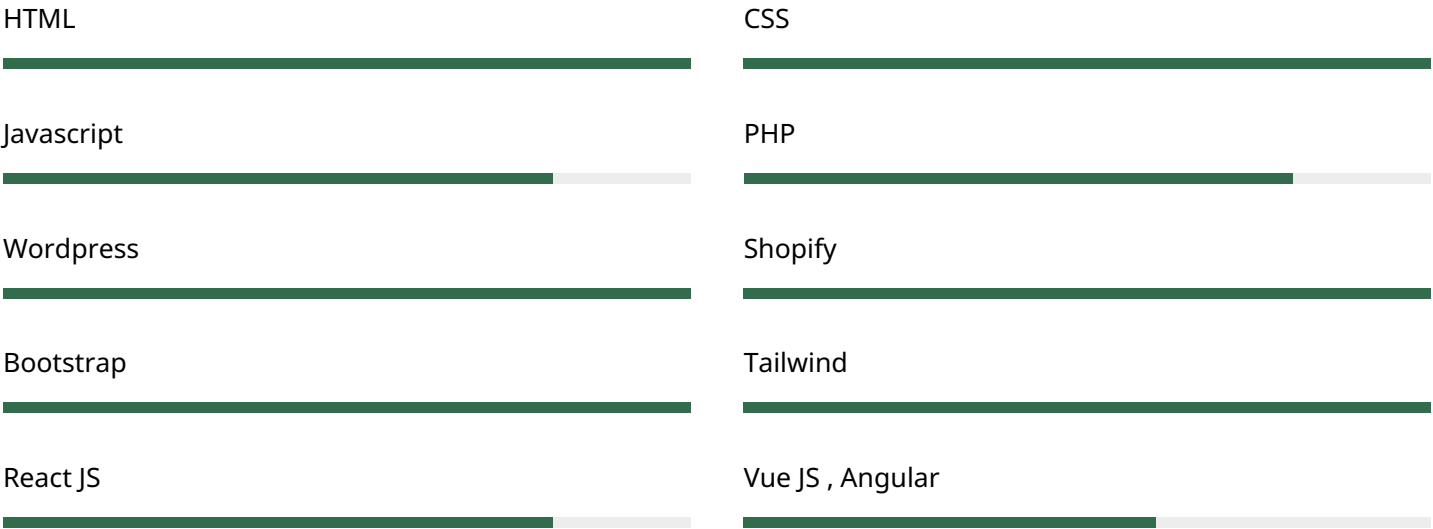 HTML
CSS
Javascript
PHP
Wordpress
Shopify
Bootstrap
Tailwind
React JS
Vue JS , Angular